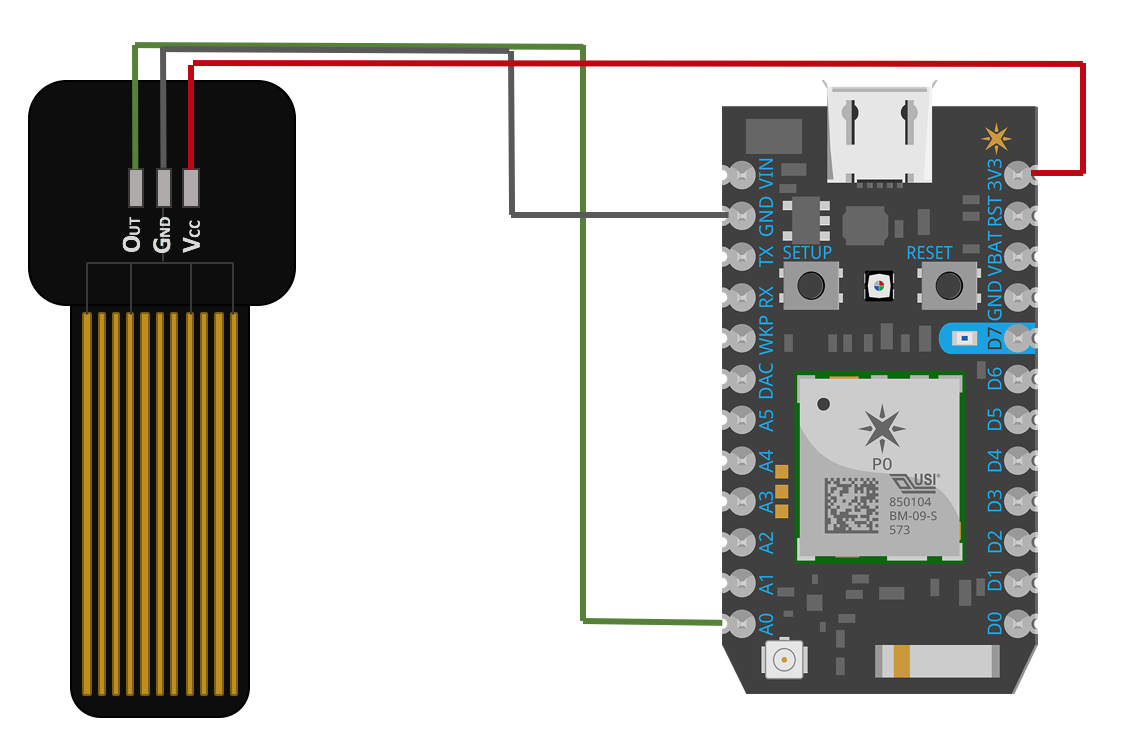 OUT
GND
VCC
VIN
GND
TX
RX
WKP
DAC
A5
A4
A3
A2
A1
A0
SETUP
RESET
3V3
RST
VBAT
GND
D7
D6
D5
D4
D3
D2
D1
D0
P0
USI®
850104
BM-09-S
573